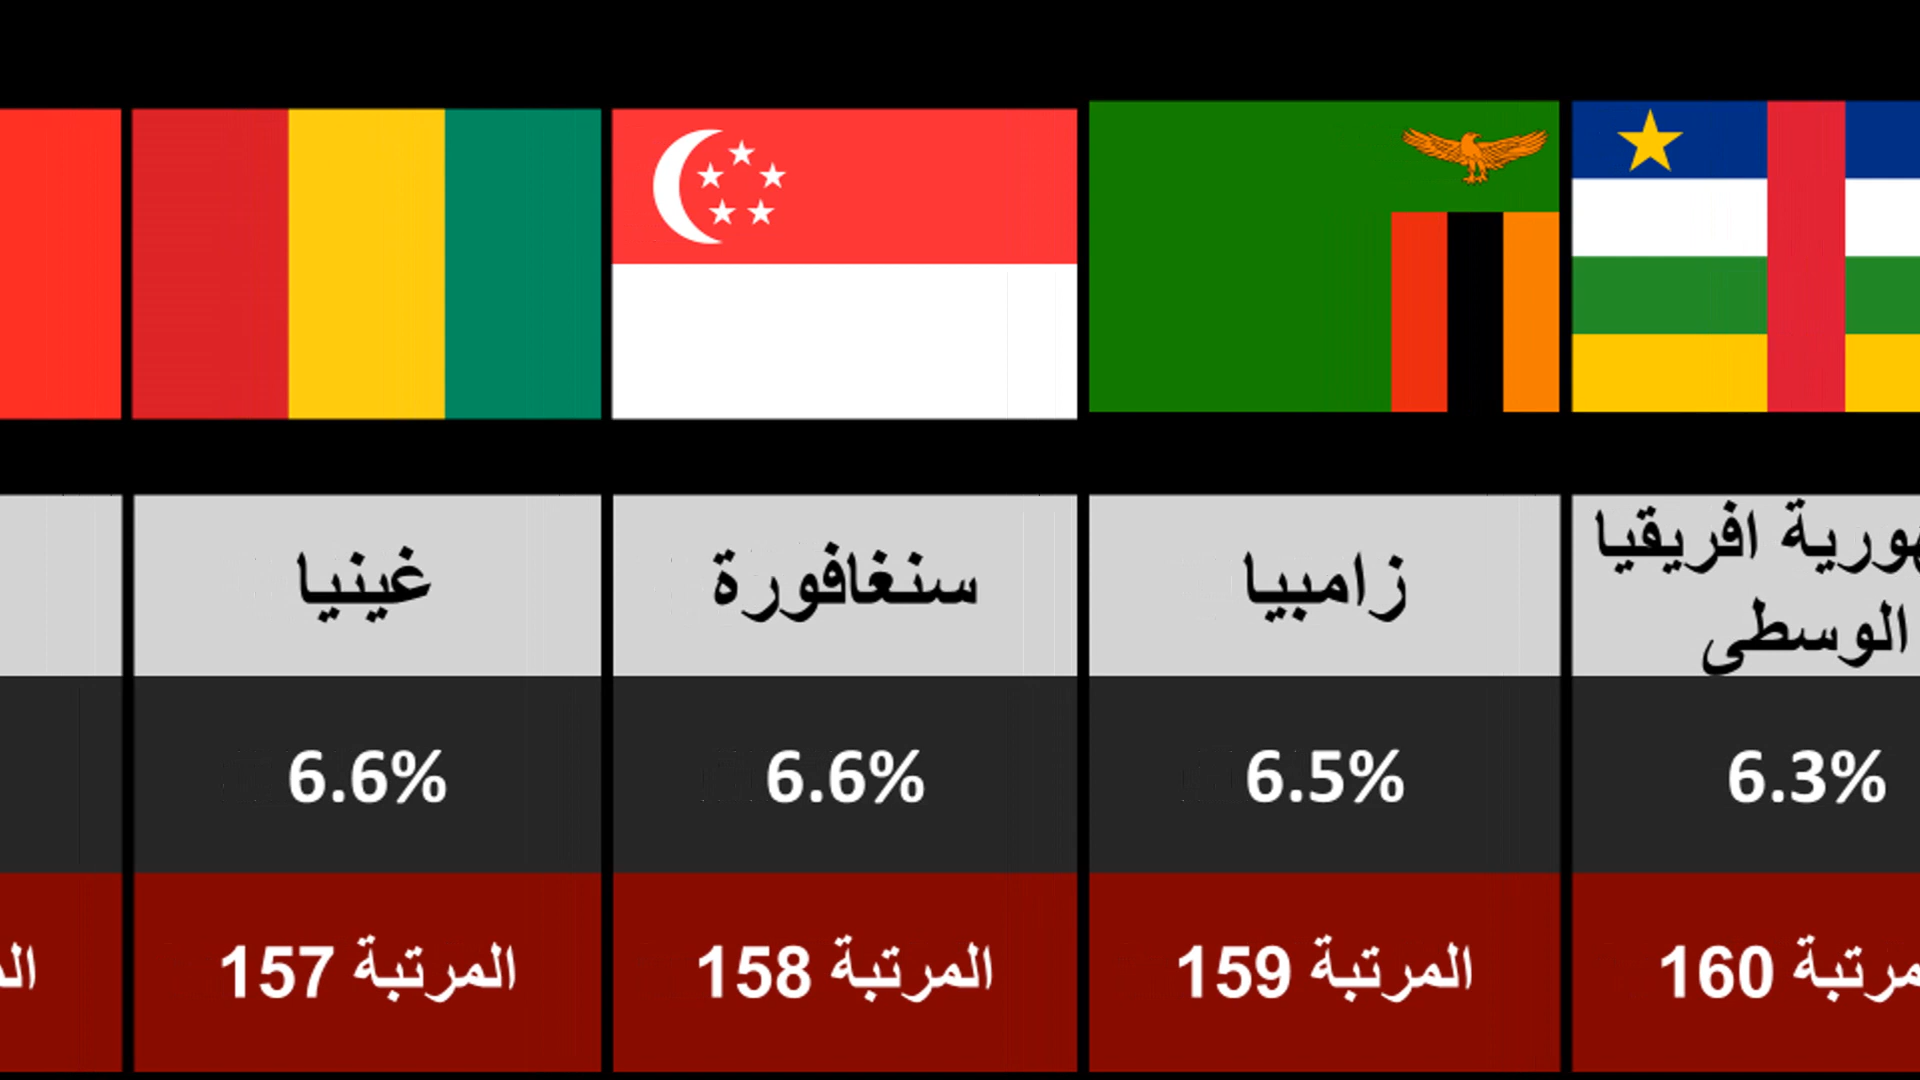 غينيا
6.6%
المرتبة 157
سنغافورة
6.6%
المرتبة 158
زامبيا
6.5%
المرتبة 159
افريقيا
الوسطى
6.3%
160